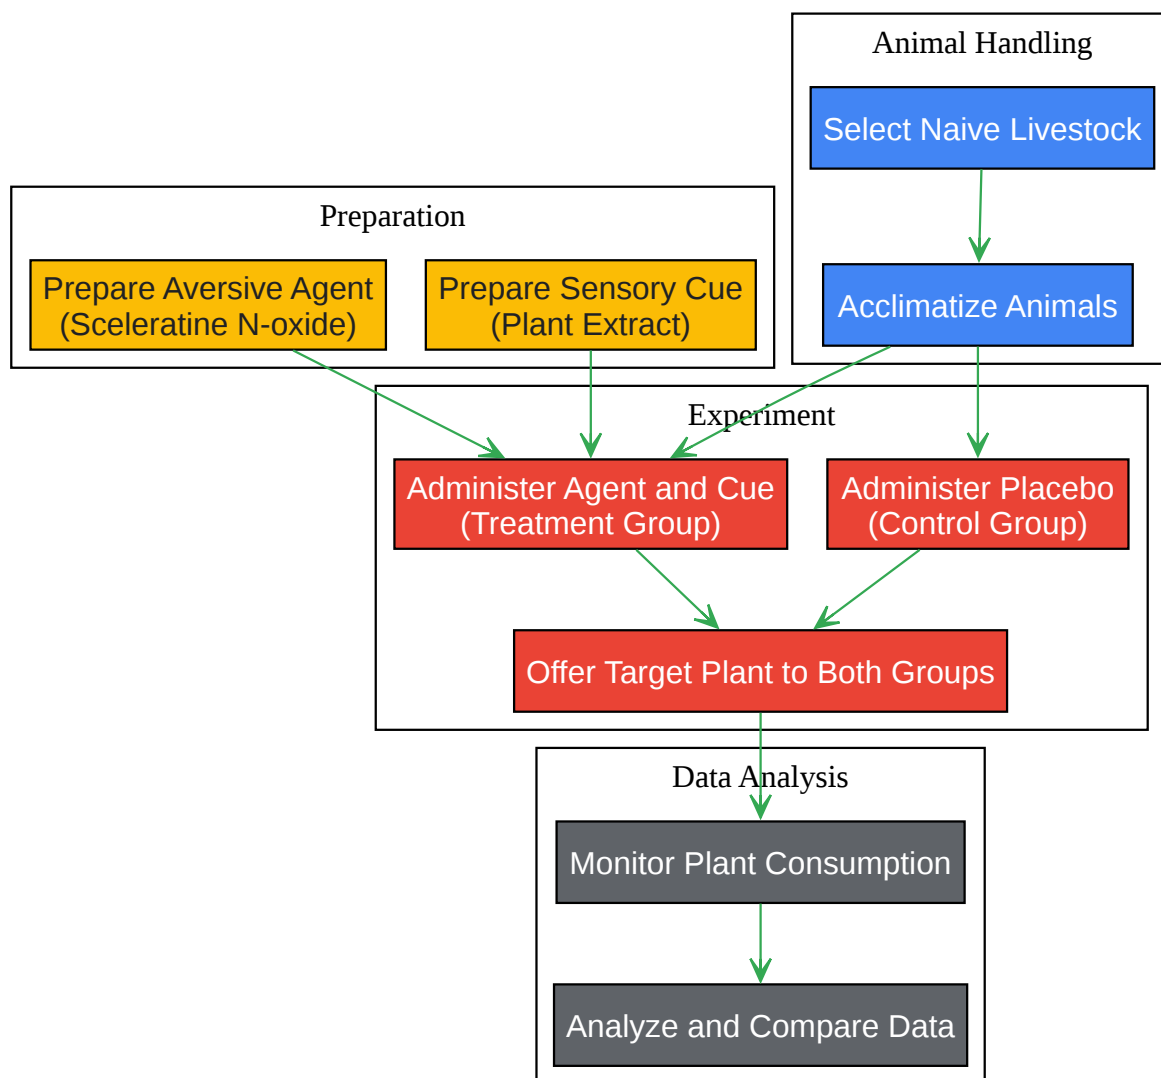 Animal Handling
Select Naive Livestock
Preparation
Prepare Aversive Agent
(Sceleratine N-oxide)
Prepare Sensory Cue
(Plant Extract)
Acclimatize Animals
Experiment
Administer Agent and Cue
(Treatment Group)
Administer Placebo
(Control Group)
Offer Target Plant to Both Groups
Data Analysis
Monitor Plant Consumption
Analyze and Compare Data